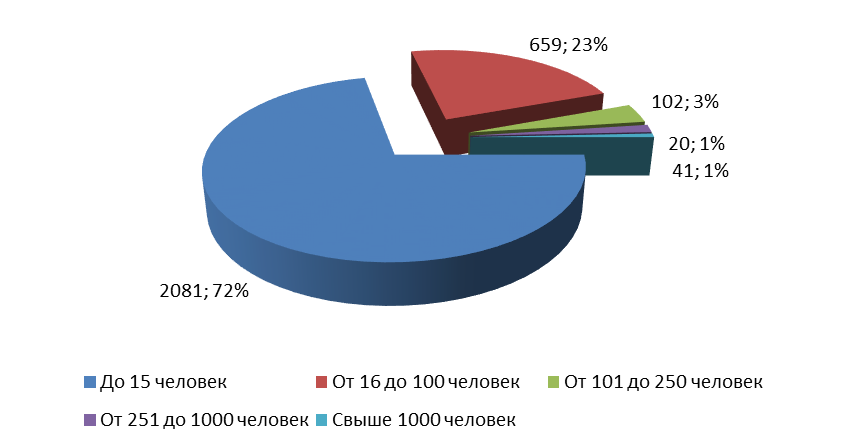 659; 23%
102; 3%
20; 1%
41; 1%
2081; 72%
До 15 человек
От 16 до 100 человек
От 101 до 250 человек
От 251 до 1000 человек
Свыше 1000 человек